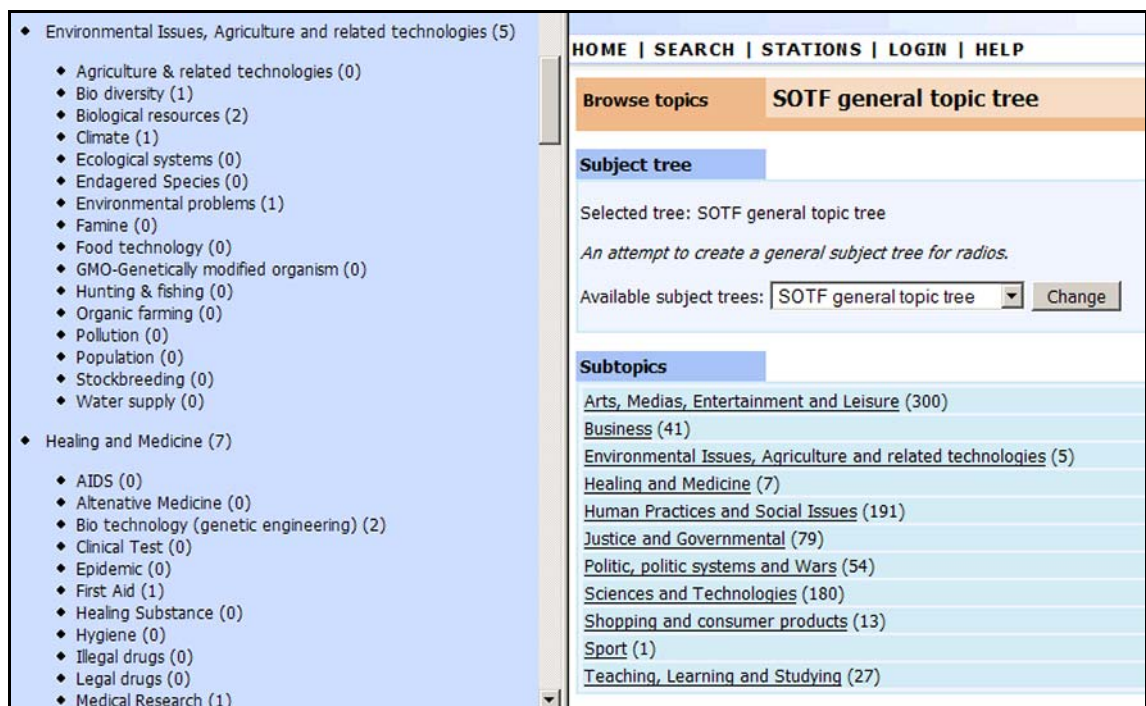 Environmental Issues, Agriculture and related technologies (5)
Agriculture & related technologies (0)
Bio diversity (1)
Biological resources (2)
Climate (1)
Ecological systems (0)
Endagered Species (0)
Environmental problems (1)
Famine (0)
Food technology (0)
GMO-Genetically modified organism (0)
Hunting & fishing (0)
Organic farming (0)
Pollution (0)
Population (0)
Stockbreeding (0)
Water supply (0)
Healing and Medicine (7)
AIDS (0)
Altenative Medicine (0)
Bio technology (genetic engineering) (2)
Clinical Test (0)
Epidemic (0)
First Aid (1)
Healing Substance (0)
Hygiene (0)
Illegal drugs (0)
Legal drugs (0)
Medical Research (1)
HOME | SEARCH | STATIONS | LOGIN | HELP
Browse topics SOTF general topic tree
Subject tree
Selected tree: SOTF general topic tree
An attempt to create a general subject tree for radios.
Available subject trees: SOTF general topic tree Change
Subtopics
Arts, Medias, Entertainment and Leisure (300)
Business (41)
Environmental Issues, Agriculture and related technologies (5)
Healing and Medicine (7)
Human Practices and Social Issues (191)
Justice and Governmental (79)
Politic, politic systems and Wars (54)
Sciences and Technologies (180)
Shopping and consumer products (13)
Sport (1)
Teaching, Learning and Studying (27)